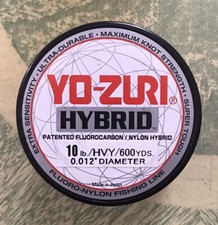 EXTRA SENSITIVITY - ULTRA-DURABLE - MAXIMUM KNOT STRENGTH - SUPER TOUGH
YO-ZURI®
HYBRID
PATENTED FLUOROCARBON / NYLON HYBRID
10 lb./HVY/600YDS.
0.012" DIAMETER
Made in Japan
FLUORO-NYLON FISHING LINE